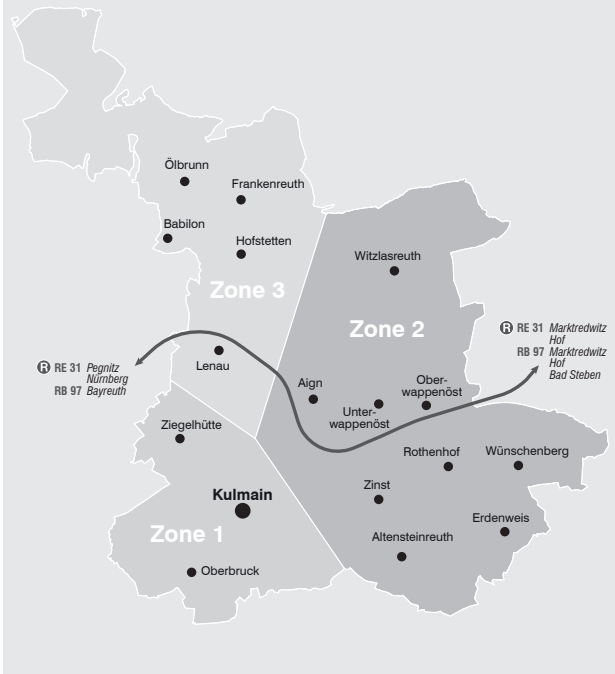 Ölbrunn
Frankenreuth
Babilon
Hofstetten
Witzlasreuth
Zone 3
Zone 2
R RE 31 Marktredwitz
Hof
RB 97 Marktredwitz
Hof
Bad Steben
R RE 31 Pegnitz
Nürnberg
RB 97 Bayreuth
Lenau
Aign
Ober-
wappenöst
Unter-
wappenöst
Ziegelhütte
Rothenhof
Wünschenberg
Kulmain
Zinst
Zone 1
Erdenweis
Altensteinreuth
Oberbruck